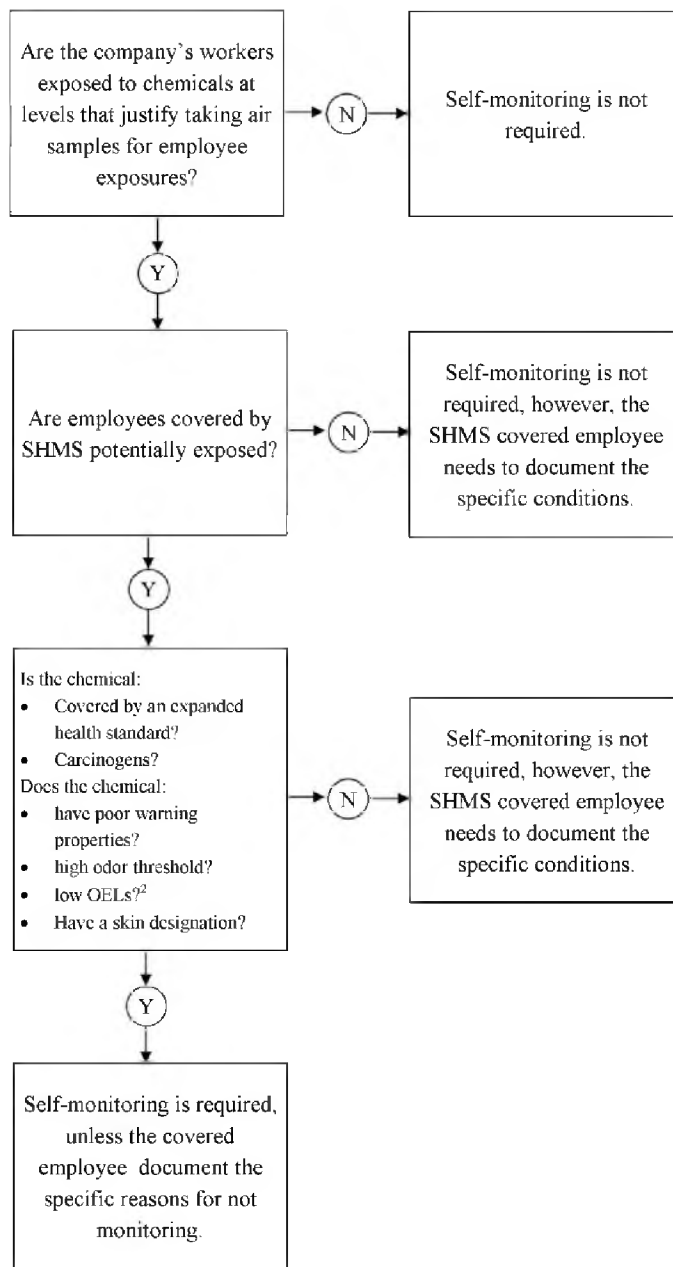 Are the company's workers
exposed to chemicals at
levels that justify taking air
samples for employee
exposures?
N
Self-monitoring is not
required.
Y
Are employees covered by
SHMS potentially exposed?
N
Self-monitoring is not
required, however, the
SHMS covered employee
needs to document the
specific conditions.
Y
Is the chemical:
• Covered by an expanded
health standard?
• Carcinogens?
Does the chemical:
• have poor warning
properties?
• high odor threshold?
• low OELs?²
• Have a skin designation?
N
Self-monitoring is not
required, however, the
SHMS covered employee
needs to document the
specific conditions.
Y
Self-monitoring is required,
unless the covered
employee document the
specific reasons for not
monitoring.